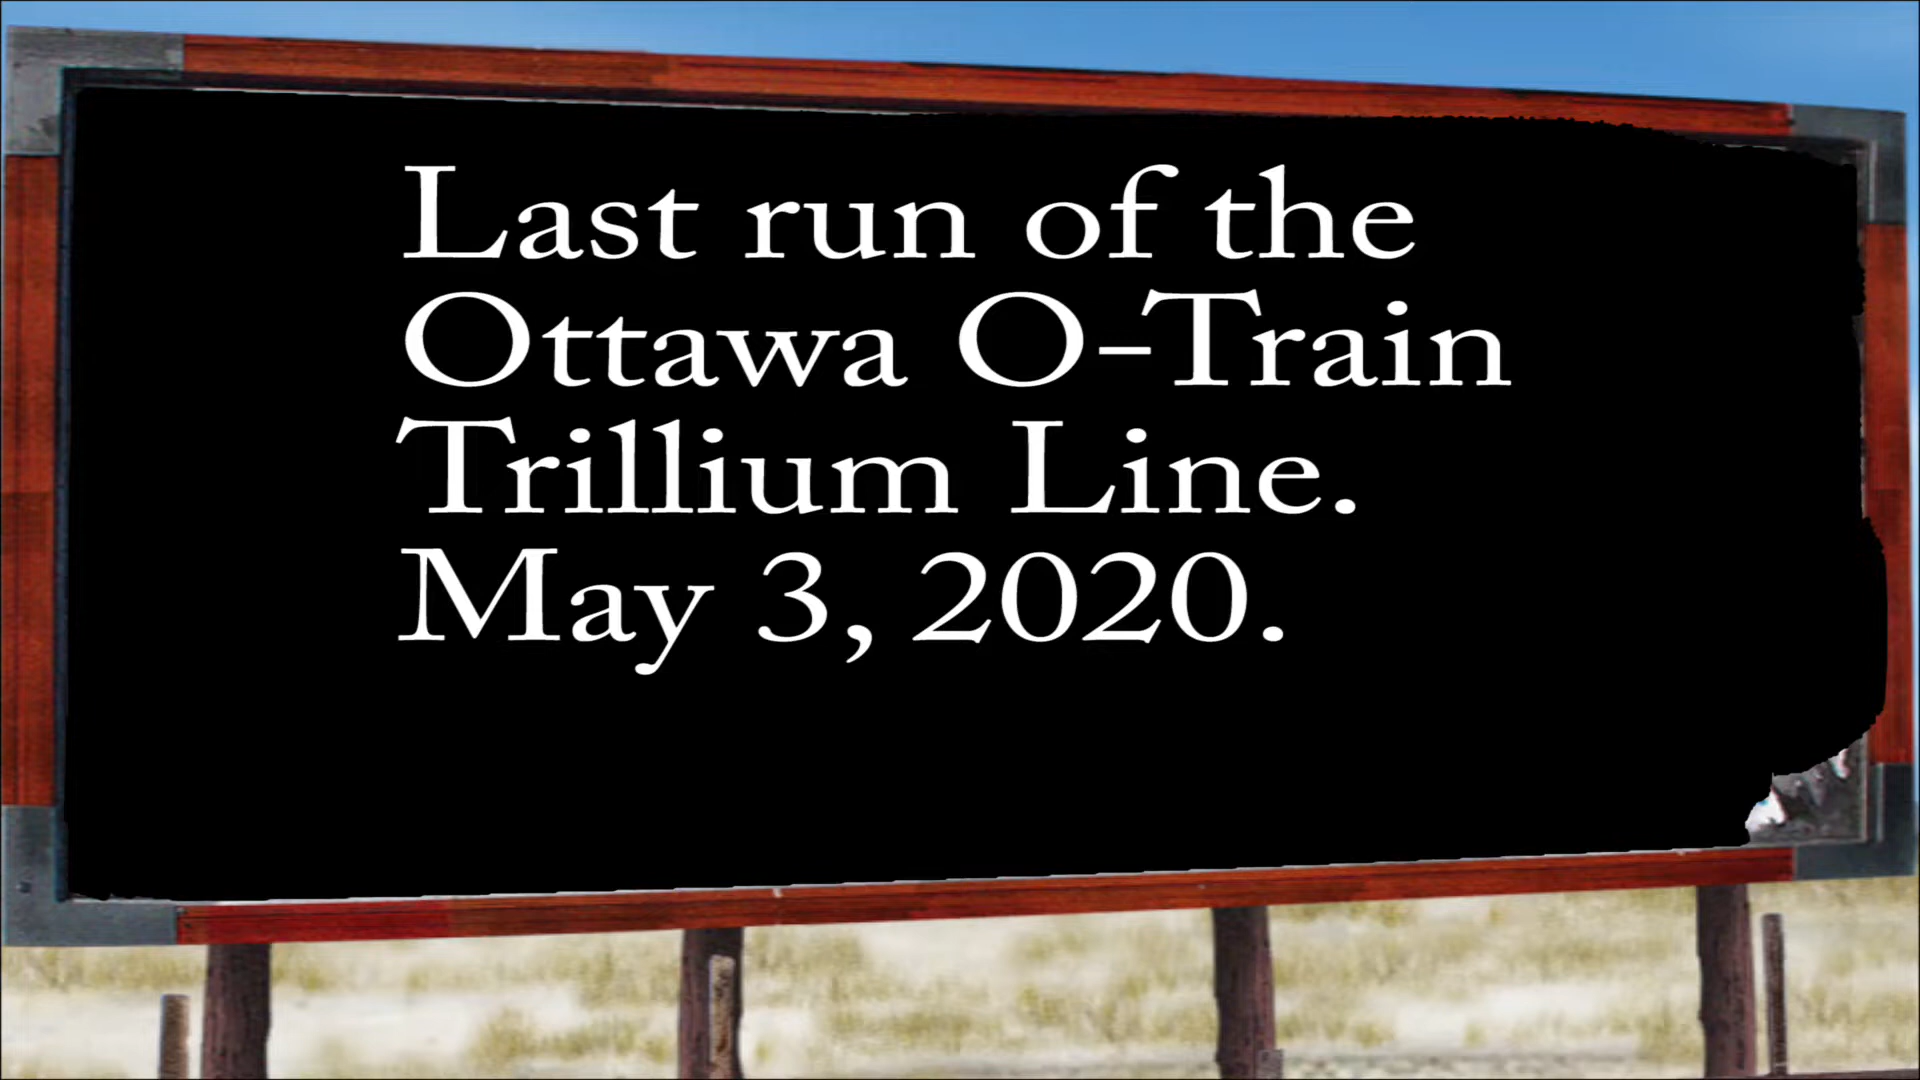 Last run of the
Ottawa O-Train
Trillium Line.
May 3, 2020.